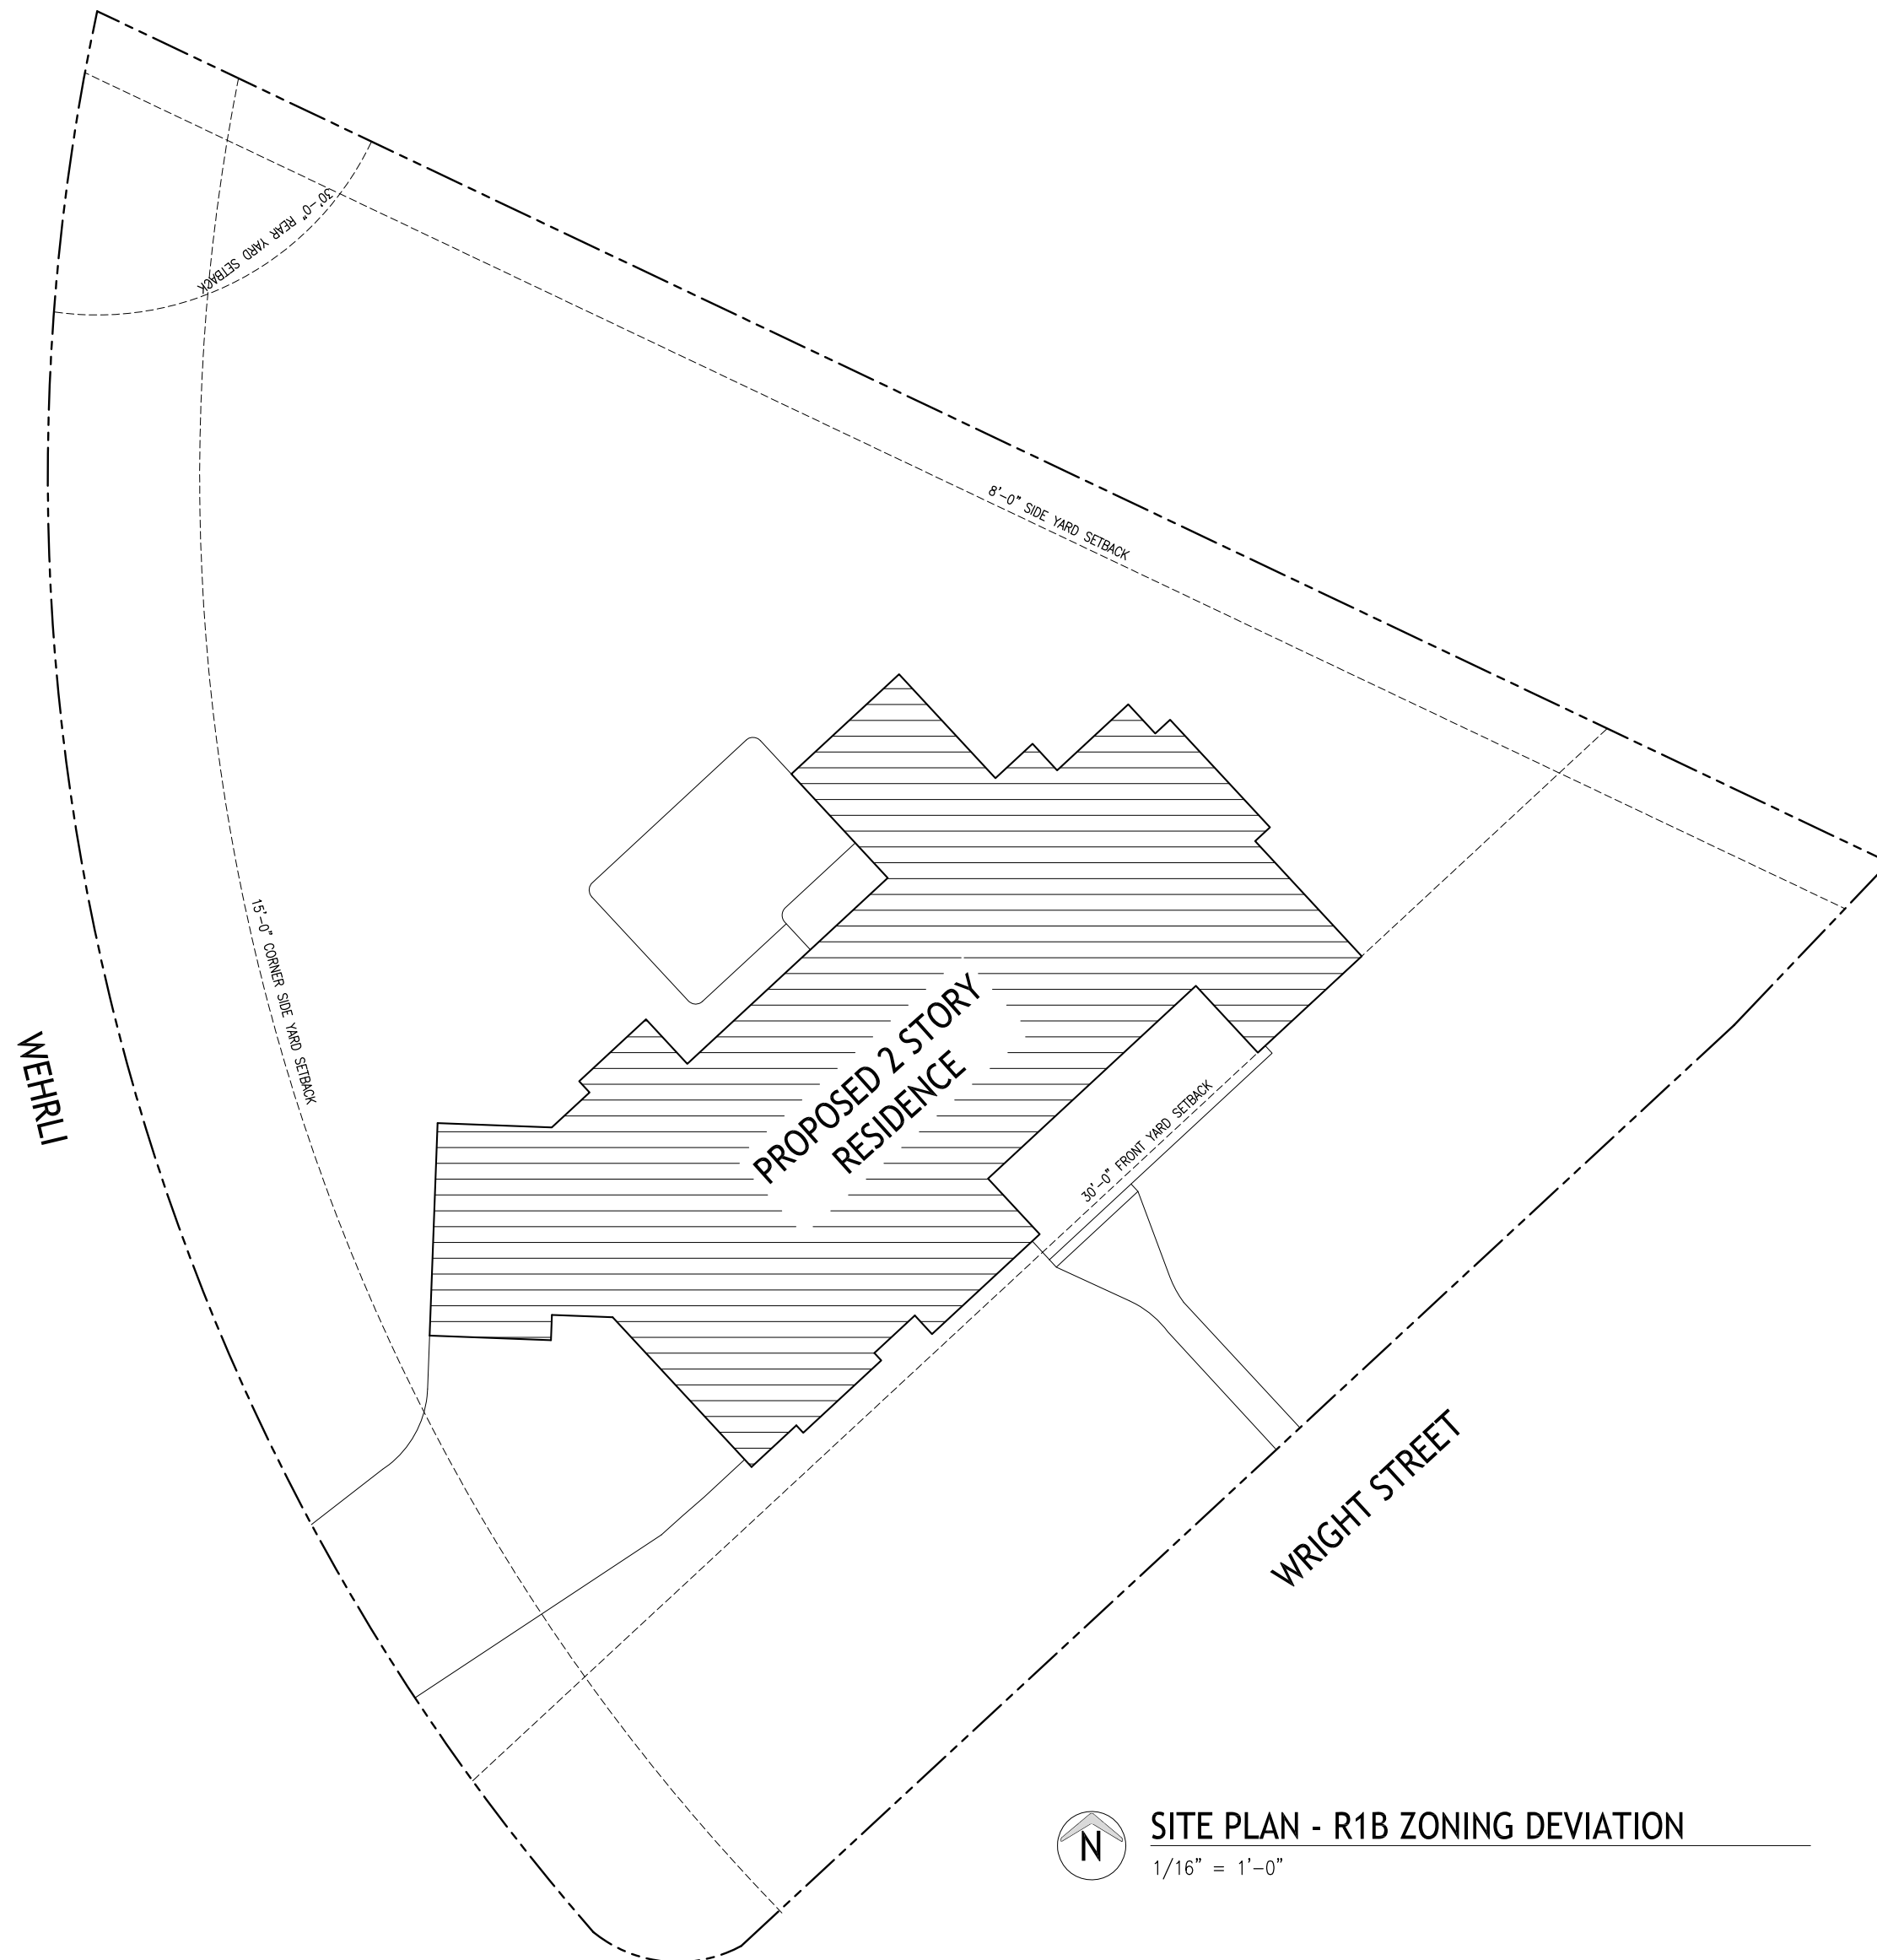 30'-0" REAR YARD SETBACK
8'-0" SIDE YARD SETBACK
15'-0" CORNER SIDE YARD SETBACK
WEHRLI
PROPOSED 2 STORY
RESIDENCE
30'-0" FRONT YARD SETBACK
WRIGHT STREET
N
SITE PLAN - R1B ZONING DEVIATION
1/16" = 1'-0"